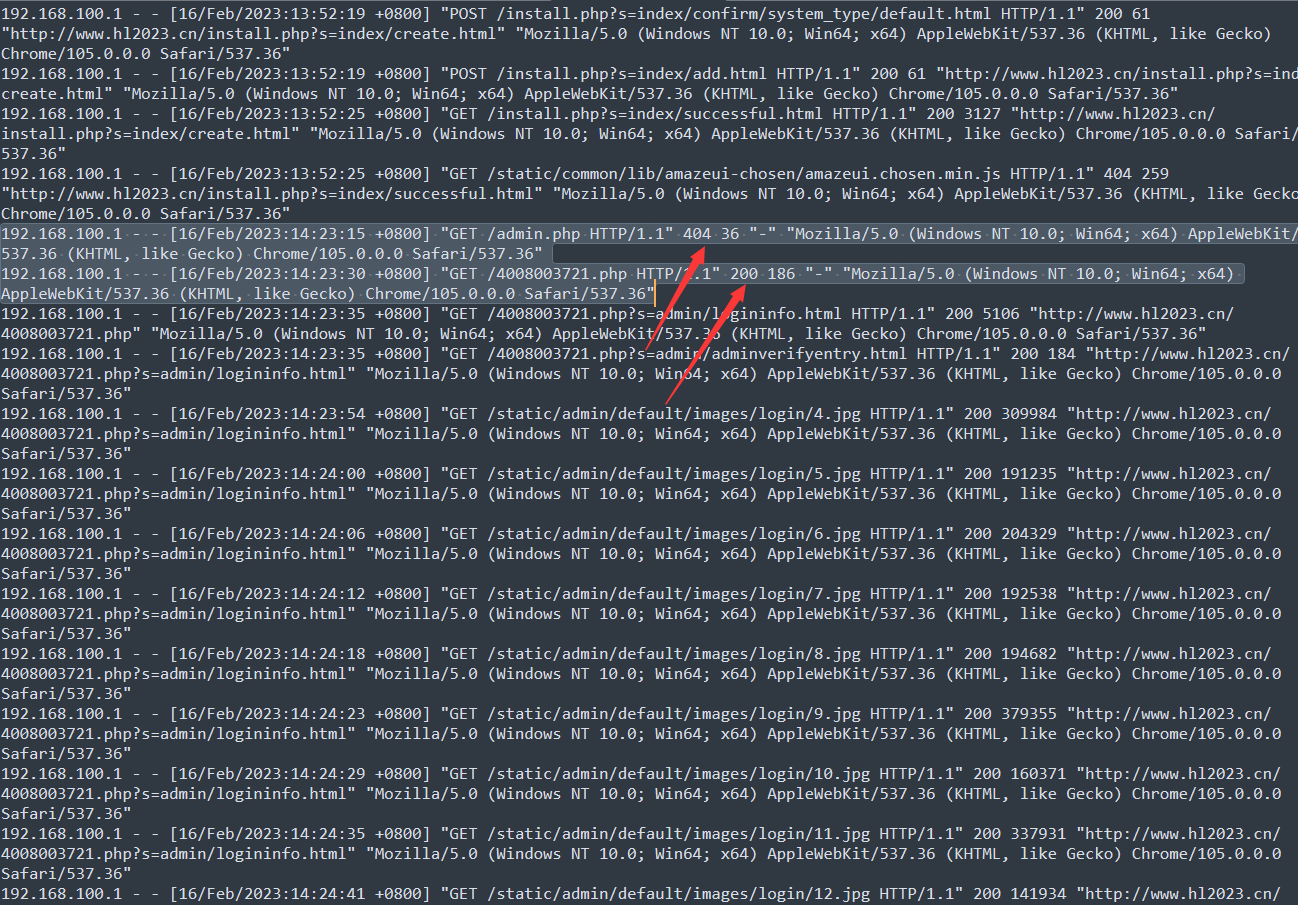 192.168.100.1 - - [16/Feb/2023:13:52:19 +0800] "POST /install.php?s=index/confirm/system_type/default.html HTTP/1.1" 200 61
"http://www.hl2023.cn/install.php?s=index/create.html" "Mozilla/5.0 (Windows NT 10.0; Win64; x64) AppleWebKit/537.36 (KHTML, like Gecko)
Chrome/105.0.0.0 Safari/537.36"
192.168.100.1 - - [16/Feb/2023:13:52:19 +0800] "POST /install.php?s=index/add.html HTTP/1.1" 200 61 "http://www.hl2023.cn/install.php?s=ind
create.html" "Mozilla/5.0 (Windows NT 10.0; Win64; x64) AppleWebKit/537.36 (KHTML, like Gecko) Chrome/105.0.0.0 Safari/537.36"
192.168.100.1 - - [16/Feb/2023:13:52:25 +0800] "GET /install.php?s=index/successful.html HTTP/1.1" 200 3127 "http://www.hl2023.cn/
install.php?s=index/create.html" "Mozilla/5.0 (Windows NT 10.0; Win64; x64) AppleWebKit/537.36 (KHTML, like Gecko) Chrome/105.0.0.0 Safari/
537.36"
192.168.100.1 - - [16/Feb/2023:13:52:25 +0800] "GET /static/common/lib/amazeui-chosen/amazeui.chosen.min.js HTTP/1.1" 404 259
"http://www.hl2023.cn/install.php?s=index/successful.html" "Mozilla/5.0 (Windows NT 10.0; Win64; x64) AppleWebKit/537.36 (KHTML, like Gecko
Chrome/105.0.0.0 Safari/537.36"
192.168.100.1 - - [16/Feb/2023:14:23:15 +0800] "GET /admin.php HTTP/1.1" 404 36 "-" "Mozilla/5.0 (Windows NT 10.0; Win64; x64) AppleWebKit/
537.36 (KHTML, like Gecko) Chrome/105.0.0.0 Safari/537.36"
192.168.100.1 - - [16/Feb/2023:14:23:30 +0800] "GET /4008003721.php HTTP/1.1" 200 186 "-" "Mozilla/5.0 (Windows NT 10.0; Win64; x64)
AppleWebKit/537.36 (KHTML, like Gecko) Chrome/105.0.0.0 Safari/537.36"
192.168.100.1 - - [16/Feb/2023:14:23:35 +0800] "GET /4008003721.php?s=admin/logininfo.html HTTP/1.1" 200 5106 "http://www.hl2023.cn/
4008003721.php" "Mozilla/5.0 (Windows NT 10.0; Win64; x64) AppleWebKit/537.36 (KHTML, like Gecko) Chrome/105.0.0.0 Safari/537.36"
192.168.100.1 - - [16/Feb/2023:14:23:35 +0800] "GET /4008003721.php?s=admin/adminverifyentry.html HTTP/1.1" 200 184 "http://www.hl2023.cn/
4008003721.php?s=admin/logininfo.html" "Mozilla/5.0 (Windows NT 10.0; Win64; x64) AppleWebKit/537.36 (KHTML, like Gecko) Chrome/105.0.0.0
Safari/537.36"
192.168.100.1 - - [16/Feb/2023:14:23:54 +0800] "GET /static/admin/default/images/login/4.jpg HTTP/1.1" 200 309984 "http://www.hl2023.cn/
4008003721.php?s=admin/logininfo.html" "Mozilla/5.0 (Windows NT 10.0; Win64; x64) AppleWebKit/537.36 (KHTML, like Gecko) Chrome/105.0.0.0
Safari/537.36"
192.168.100.1 - - [16/Feb/2023:14:24:00 +0800] "GET /static/admin/default/images/login/5.jpg HTTP/1.1" 200 191235 "http://www.hl2023.cn/
4008003721.php?s=admin/logininfo.html" "Mozilla/5.0 (Windows NT 10.0; Win64; x64) AppleWebKit/537.36 (KHTML, like Gecko) Chrome/105.0.0.0
Safari/537.36"
192.168.100.1 - - [16/Feb/2023:14:24:06 +0800] "GET /static/admin/default/images/login/6.jpg HTTP/1.1" 200 204329 "http://www.hl2023.cn/
4008003721.php?s=admin/logininfo.html" "Mozilla/5.0 (Windows NT 10.0; Win64; x64) AppleWebKit/537.36 (KHTML, like Gecko) Chrome/105.0.0.0
Safari/537.36"
192.168.100.1 - - [16/Feb/2023:14:24:12 +0800] "GET /static/admin/default/images/login/7.jpg HTTP/1.1" 200 192538 "http://www.hl2023.cn/
4008003721.php?s=admin/logininfo.html" "Mozilla/5.0 (Windows NT 10.0; Win64; x64) AppleWebKit/537.36 (KHTML, like Gecko) Chrome/105.0.0.0
Safari/537.36"
192.168.100.1 - - [16/Feb/2023:14:24:18 +0800] "GET /static/admin/default/images/login/8.jpg HTTP/1.1" 200 194682 "http://www.hl2023.cn/
4008003721.php?s=admin/logininfo.html" "Mozilla/5.0 (Windows NT 10.0; Win64; x64) AppleWebKit/537.36 (KHTML, like Gecko) Chrome/105.0.0.0
Safari/537.36"
192.168.100.1 - - [16/Feb/2023:14:24:23 +0800] "GET /static/admin/default/images/login/9.jpg HTTP/1.1" 200 379355 "http://www.hl2023.cn/
4008003721.php?s=admin/logininfo.html" "Mozilla/5.0 (Windows NT 10.0; Win64; x64) AppleWebKit/537.36 (KHTML, like Gecko) Chrome/105.0.0.0
Safari/537.36"
192.168.100.1 - - [16/Feb/2023:14:24:29 +0800] "GET /static/admin/default/images/login/10.jpg HTTP/1.1" 200 160371 "http://www.hl2023.cn/
4008003721.php?s=admin/logininfo.html" "Mozilla/5.0 (Windows NT 10.0; Win64; x64) AppleWebKit/537.36 (KHTML, like Gecko) Chrome/105.0.0.0
Safari/537.36"
192.168.100.1 - - [16/Feb/2023:14:24:35 +0800] "GET /static/admin/default/images/login/11.jpg HTTP/1.1" 200 337931 "http://www.hl2023.cn/
4008003721.php?s=admin/logininfo.html" "Mozilla/5.0 (Windows NT 10.0; Win64; x64) AppleWebKit/537.36 (KHTML, like Gecko) Chrome/105.0.0.0
Safari/537.36"
192.168.100.1 - - [16/Feb/2023:14:24:41 +0800] "GET /static/admin/default/images/login/12.jpg HTTP/1.1" 200 141934 "http://www.hl2023.cn/